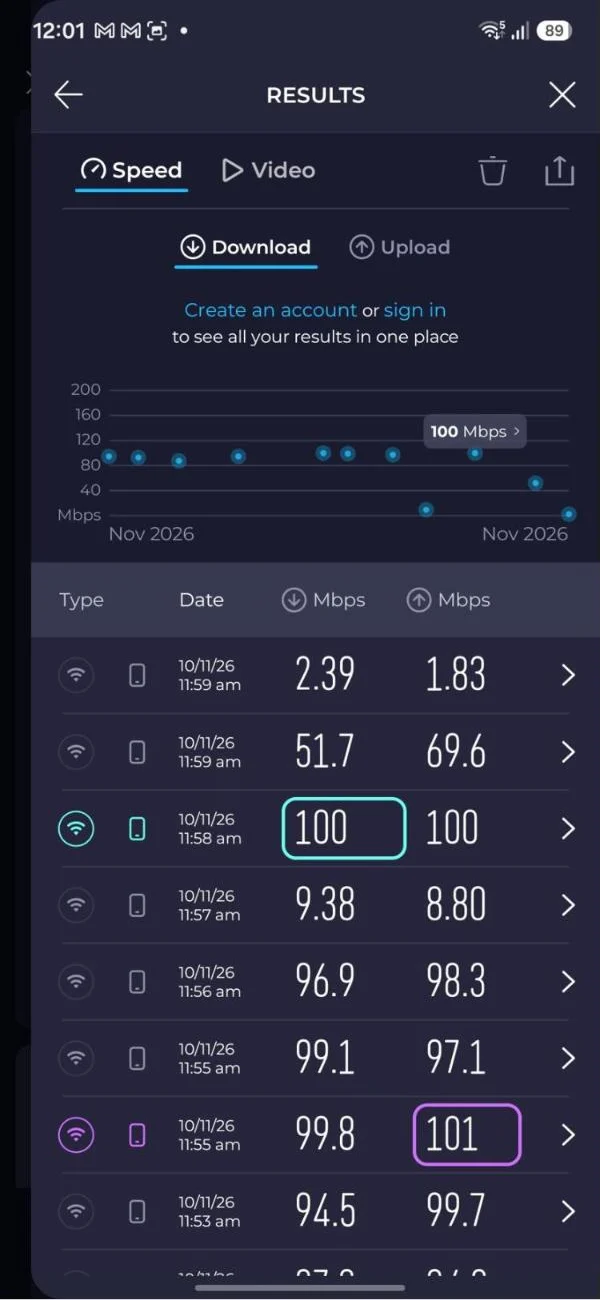 12:01
5
89
RESULTS
Speed Video
Download Upload
Create an account or sign in
to see all your results in one place
200
160
120
80
40
Mbps
100 Mbps >
Nov 2026 Nov 2026
Type Date Mbps Mbps
10/11/26
11:59 am
2.39 1.83
10/11/26
11:59 am
51.7 69.6
10/11/26
11:58 am
100 100
10/11/26
11:57 am
9.38 8.80
10/11/26
11:56 am
96.9 98.3
10/11/26
11:55 am
99.1 97.1
10/11/26
11:55 am
99.8 101
10/11/26
11:53 am
94.5 99.7